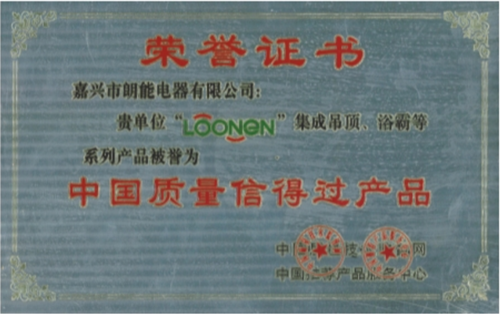 荣誉证书
嘉兴市朗能电器有限公司:
贵单位“LOONEN”集成吊顶、浴霸等
系列产品被誉为
中国质量信得过产品